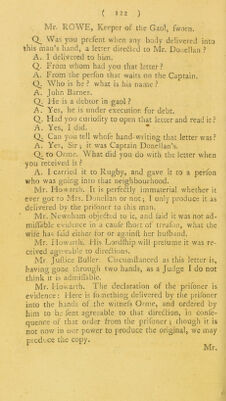 ( 122 )
Mr. ROWE, Keeper of the Gaol, sworn.
Q. Was you present when any body delivered into
this man's hand, a letter directed to Mr. Donellan?
A. I delivered to him.
Q. From whom had you that letter?
A. From the person that waits on the Captain.
Q. Who is he? what is his name?
A. John Barnes.
Q. Is he a debtor in gaol?
A. Yes, he is under execution for debt.
Q. Had you curiosity to open that letter and read it?
A. Yes, I did.
Q. Can you tell whose hand-writing that letter was?
A. Yes, Sir; it was Captain Donellan's.
Q. to Orme. What did you do with the letter when
you received is?
A. I carried it to Rugby, and gave it to a person
who was going into that neighbourhood.
Mr. Howarth. It is perfectly immaterial whether it
ever got to Mrs. Donellan or not; I only produce it as
delivered by the prisoner to this man.
Mr. Newnham objected to it, and said it was not ad-
missible evidence in a cause short of treason, what the
wife has said either for or against her husband.
Mr. Howarth. His Lordship will presume it was re-
ceived agreeable to directions.
Mr. Justice Buller. Circumstanced as this letter is,
having gone through two hands, as a Judge I do not
think it is admissable.
Mr. Howarth. The declaration of the prisoner is
evidence: Here is something delivered by the prisoner
into the hands of the witness Orme, and ordered by
him to be sent agreeable to that direction. In conse-
quence of that order from the prisoner; though it is
not now in our power to produce the original, we may
produce the copy.
Mr.